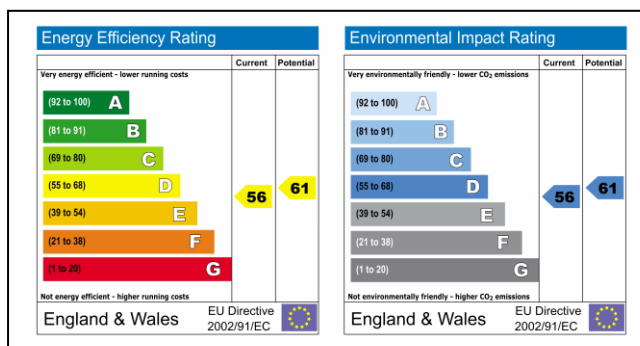 Energy Efficiency Rating
Current Potential
Very energy efficient - lower running costs
(92 to 100) A
(81 to 91) B
(69 to 80) C
(55 to 68) D
56 61
(39 to 54) E
(21 to 38) F
(1 to 20) G
Not energy efficient - higher running costs
England & Wales
EU Directive
2002/91/EC
Environmental Impact Rating
Current Potential
Very environmentally friendly - lower CO₂ emissions
(92 to 100) A
(81 to 91) B
(69 to 80) C
(55 to 68) D
56 61
(39 to 54) E
(21 to 38) F
(1 to 20) G
Not environmentally friendly - higher CO₂ emissions
England & Wales
EU Directive
2002/91/EC